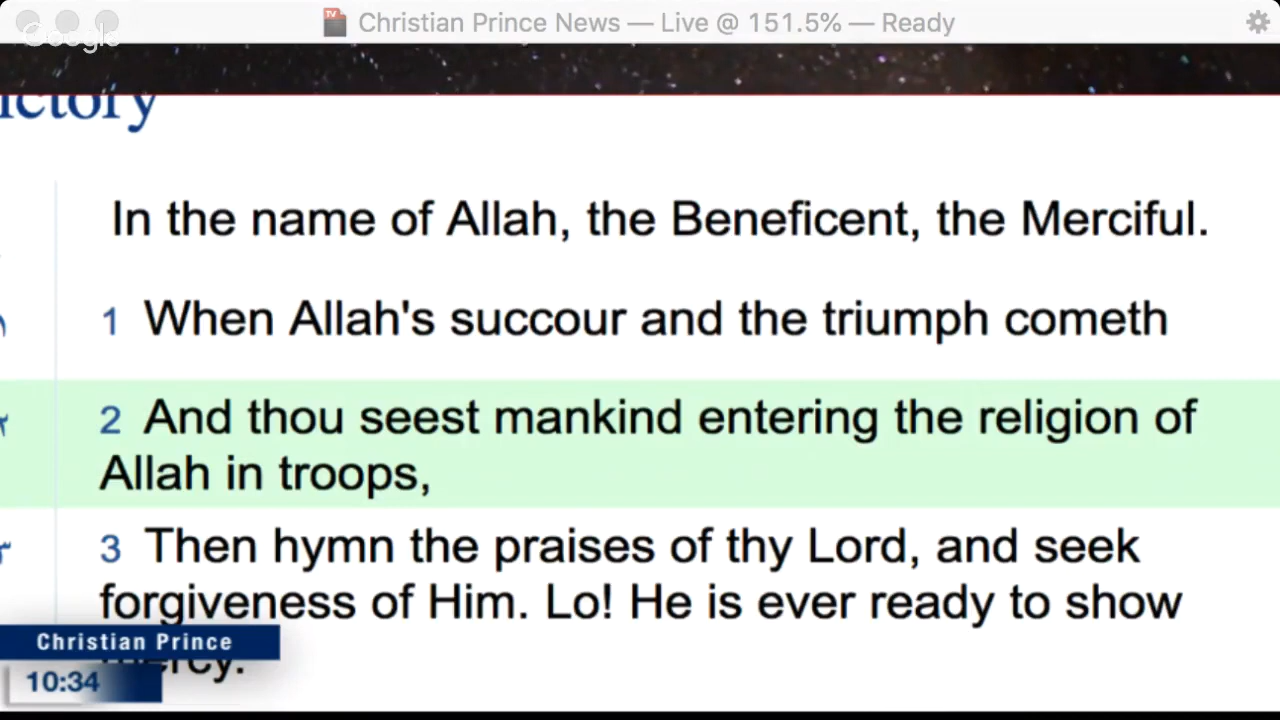 Christian Prince News — Live @ 151.5% — Ready
Google
In the name of Allah, the Beneficent, the Merciful.
1 When Allah's succour and the triumph cometh
2 And thou seest mankind entering the religion of
Allah in troops,
3 Then hymn the praises of thy Lord, and seek
forgiveness of Him. Lo! He is ever ready to show
mercy.
Christian Prince
10:34